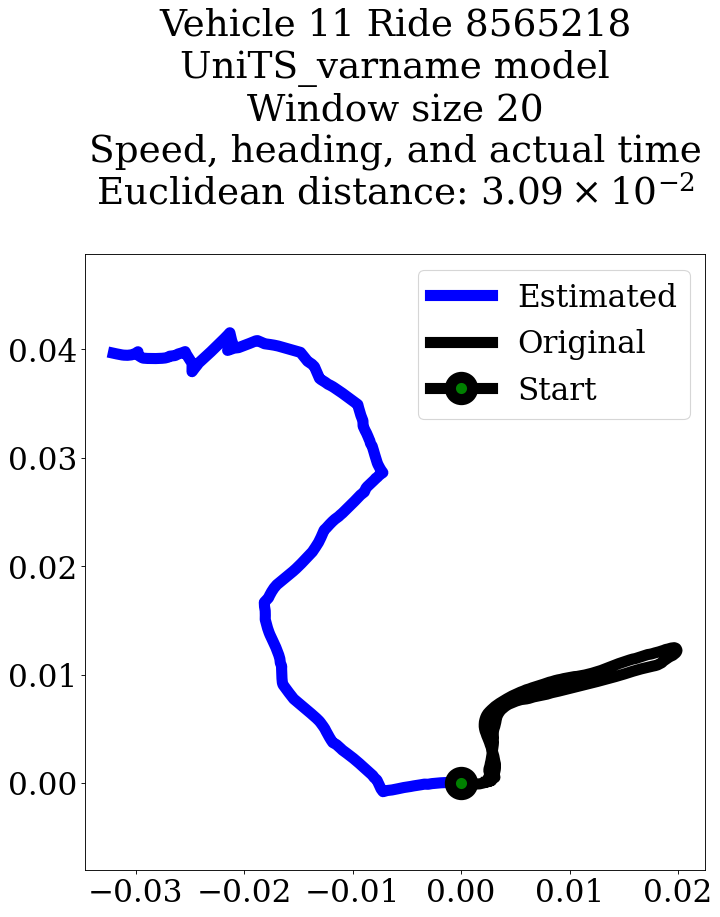 Vehicle 11 Ride 8565218
UniTS_varname model
Window size 20
Speed, heading, and actual time
Euclidean distance: 3.09 × 10⁻²
Estimated
Original
Start
0.04
0.03
0.02
0.01
0.00
−0.03 −0.02 −0.01 0.00 0.01 0.02